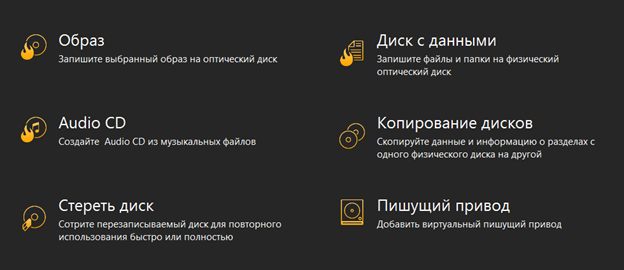 Образ
Запишите выбранный образ на оптический диск
Диск с данными
Запишите файлы и папки на физический
оптический диск
Audio CD
Создайте Audio CD из музыкальных файлов
Копирование дисков
Скопируйте данные и информацию о разделах с
одного физического диска на другой
Стереть диск
Сотрите перезаписываемый диск для повторного
использования быстро или полностью
Пишущий привод
Добавить виртуальный пишущий привод